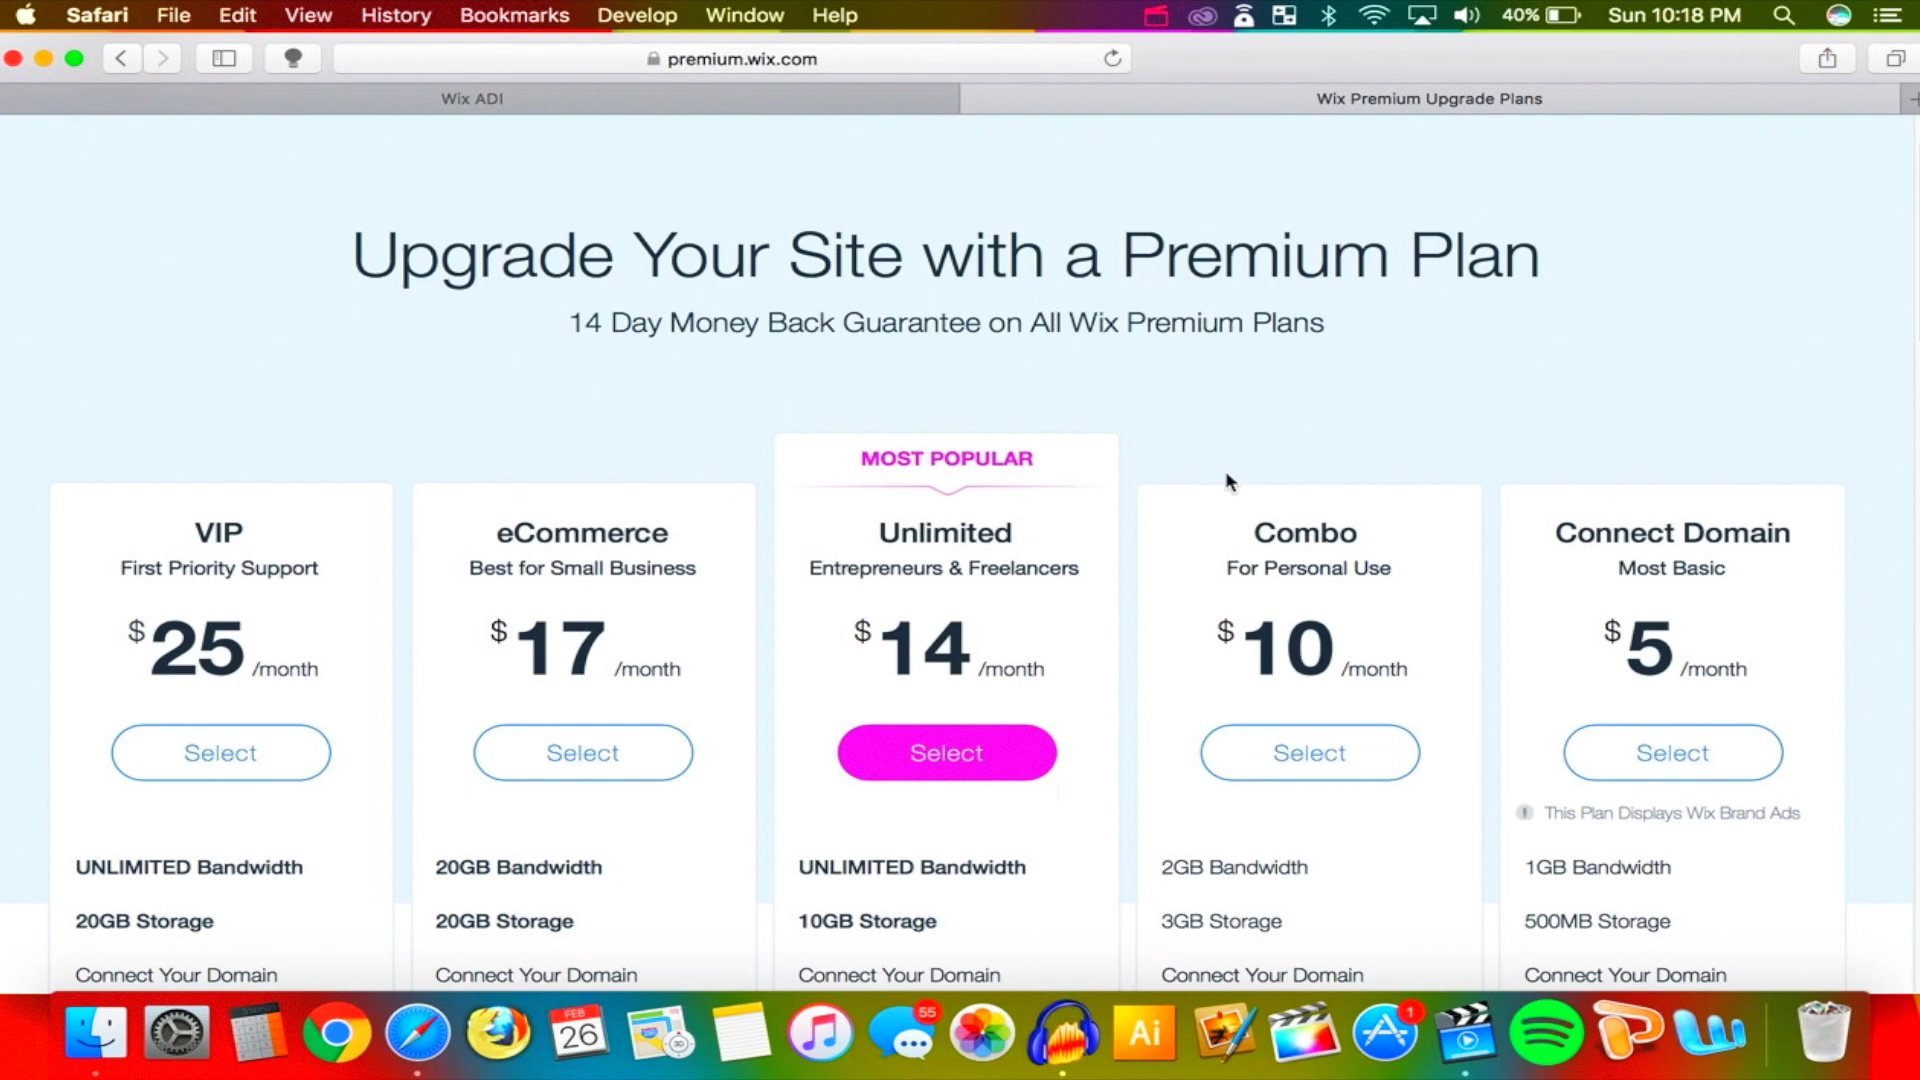 Safari File Edit View History Bookmarks Develop Window Help 40% Sun 10:18 PM
premium.wix.com
Wix ADI Wix Premium Upgrade Plans
Upgrade Your Site with a Premium Plan
14 Day Money Back Guarantee on All Wix Premium Plans
MOST POPULAR
VIP eCommerce Unlimited Combo Connect Domain
First Priority Support Best for Small Business Entrepreneurs & Freelancers For Personal Use Most Basic
$25 /month $17 /month $14 /month $10 /month $5 /month
Select Select Select Select Select
This Plan Displays Wix Brand Ads
UNLIMITED Bandwidth 20GB Bandwidth UNLIMITED Bandwidth 2GB Bandwidth 1GB Bandwidth
20GB Storage 20GB Storage 10GB Storage 3GB Storage 500MB Storage
Connect Your Domain Connect Your Domain Connect Your Domain Connect Your Domain Connect Your Domain
FEB 55 1
26 3D Ai